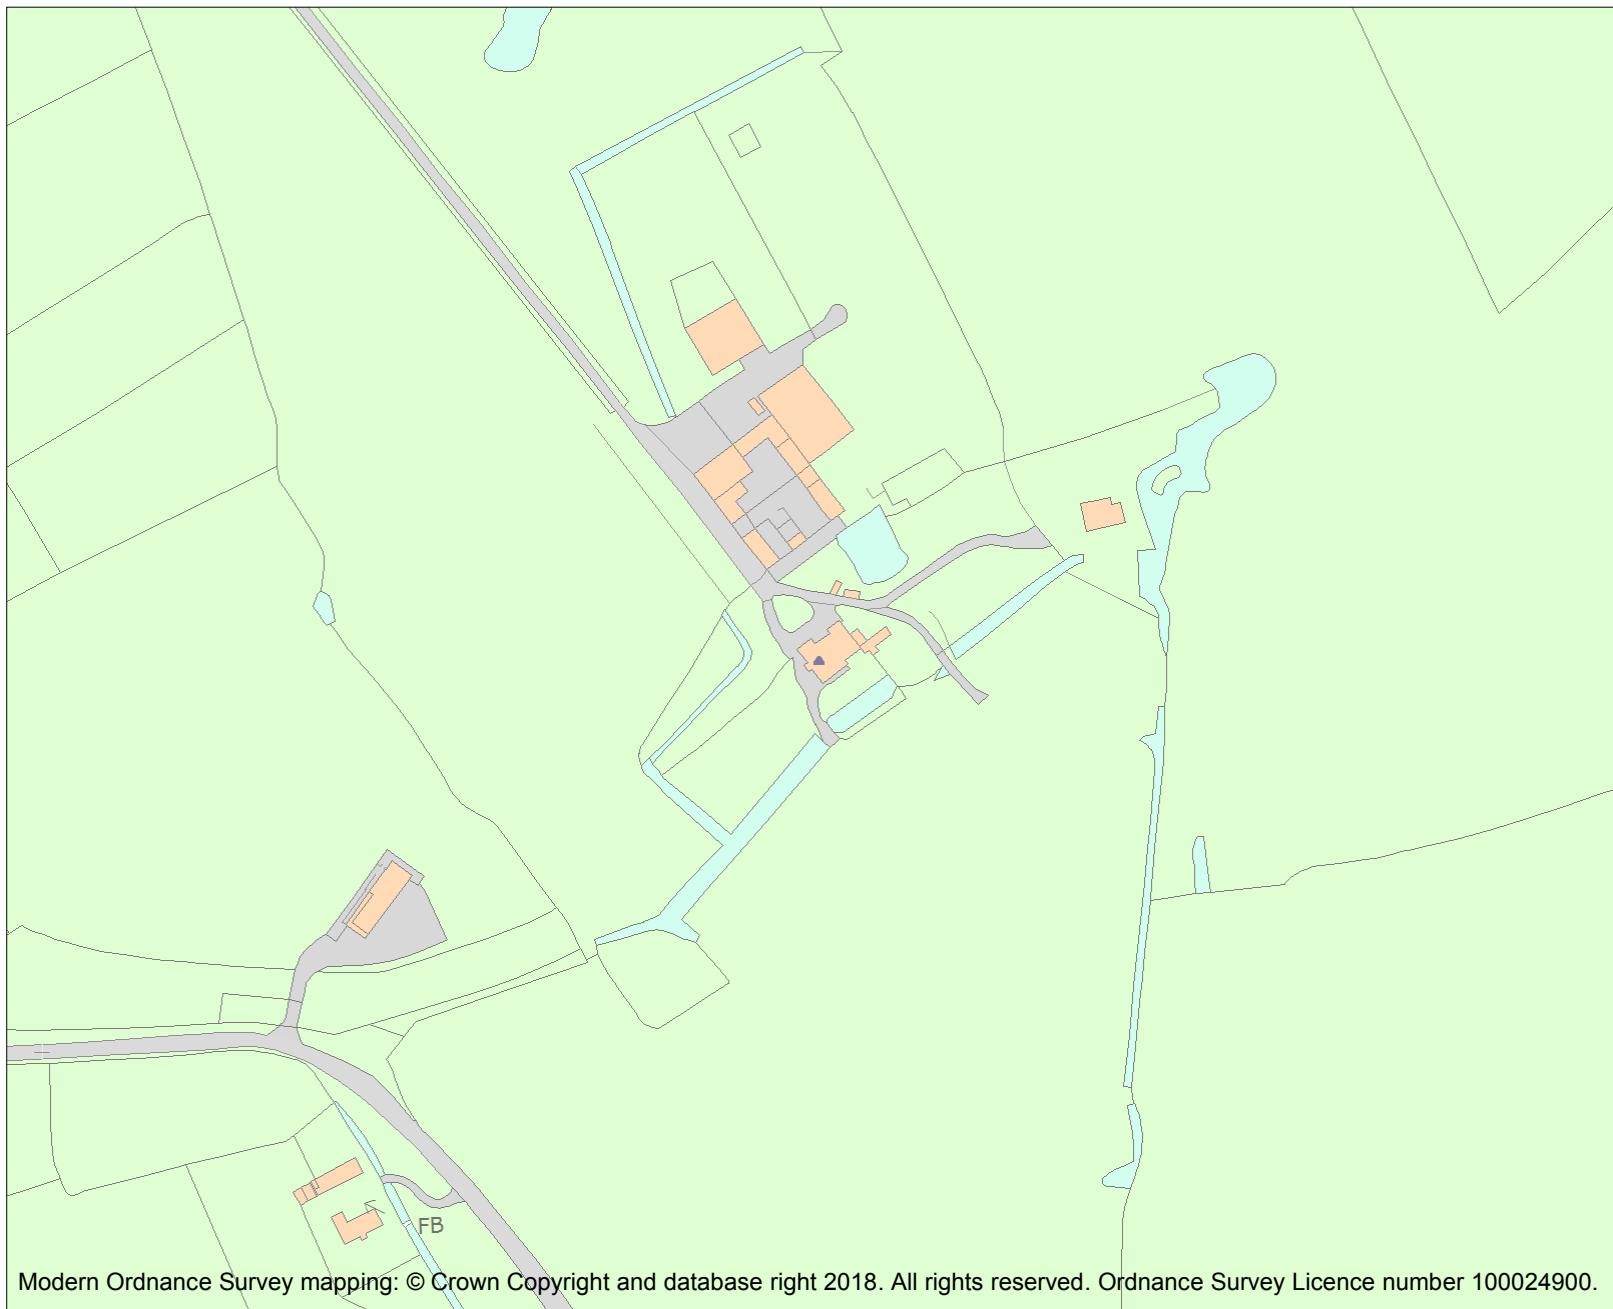 FB
Modern Ordnance Survey mapping: © Crown Copyright and database right 2018. All rights reserved. Ordnance Survey Licence number 100024900.